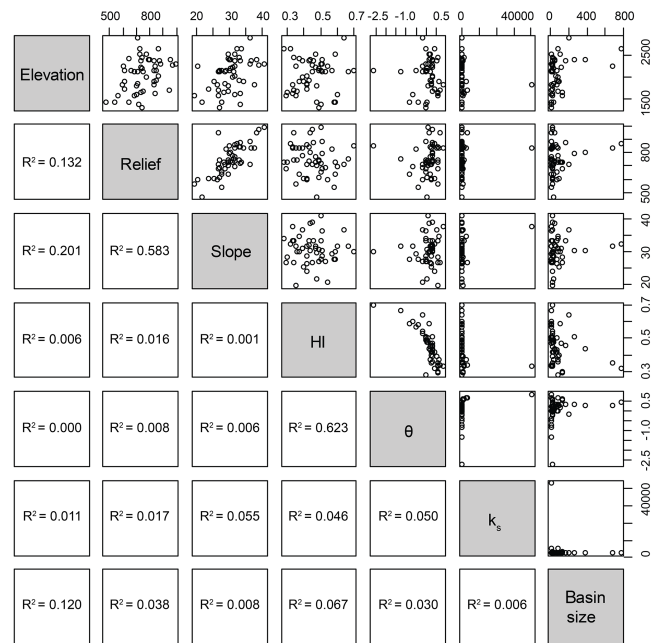 500 800 20 30 40 0.3 0.5 0.7 -2.5 -1.0 0.5 0 40000 0 400 800
Elevation
1500 2500
R² = 0.132 Relief
500 800
R² = 0.201 R² = 0.583 Slope
20 30 40
R² = 0.006 R² = 0.016 R² = 0.001 HI
0.3 0.5 0.7
R² = 0.000 R² = 0.008 R² = 0.006 R² = 0.623 θ
-2.5 -1.0 0.5
R² = 0.011 R² = 0.017 R² = 0.055 R² = 0.046 R² = 0.050 kₛ
0 40000
R² = 0.120 R² = 0.038 R² = 0.008 R² = 0.067 R² = 0.030 R² = 0.006 Basin
size